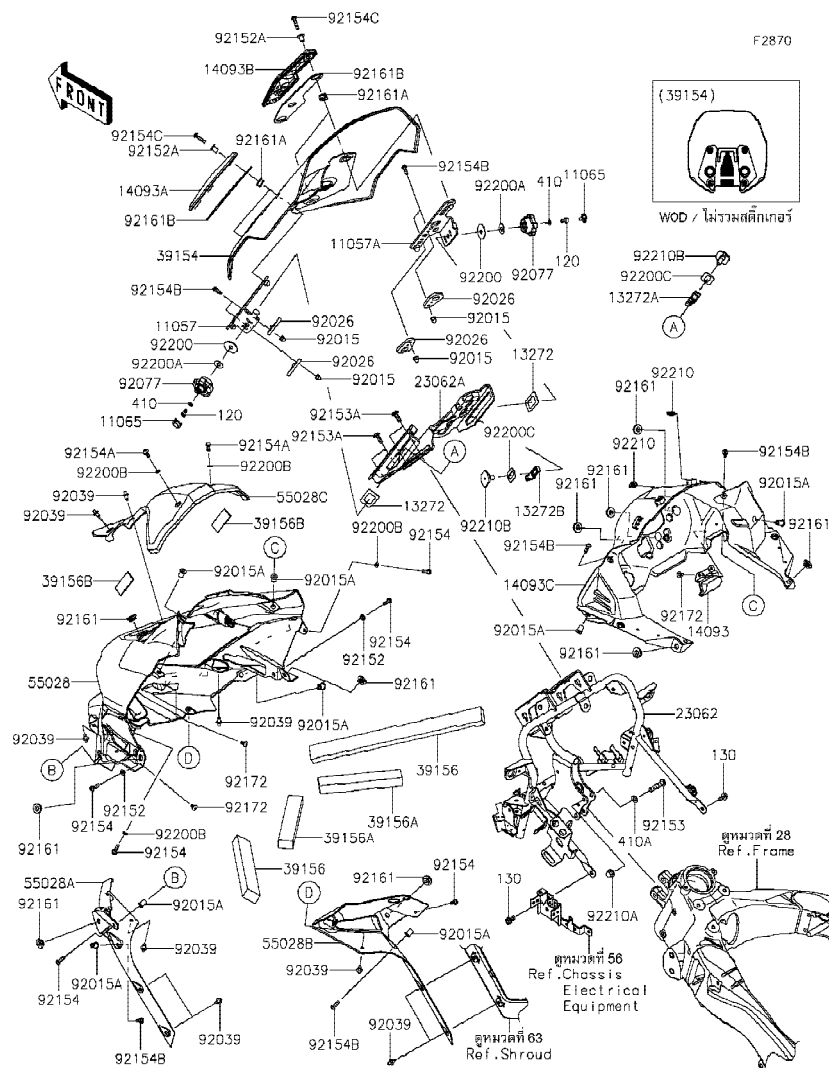 92154C
F2870
92152A
14093B
92161B
92161A
FRONT
(39154)
92154C
92152A
92161A
92154B
14093A
92200A
410
11065
92161B
WOD / ไม่รวมสติ๊กเกอร์
39154
11057A
92200
92077
120
92210B
92200C
13272A
A
92154B
11057
92026
92026
92015
92200
92015
92026
92200A
92026
92015
13272
92077
92015
23062A
410
92153A
92161
92210
11065
120
92153A
A
92200C
92154A
92154A
92210
92154B
92200B
92200B
92161
92015A
92039
55028C
13272
92161
92039
39156B
92210B
13272B
92161
92200B
92154
92154B
C
39156B
92015A
92015A
14093C
C
92161
92172
14093
92154
92015A
92152
92161
55028
92161
92039
92015A
23062
92039
D
B
92172
39156
130
92152
92172
39156A
92154
92153
92161
92200B
39156A
410A
ดูหมวดที่ 28
Ref.Frame
92154
39156
92154
55028A
B
92161
D
130
92161
92015A
92210A
92015A
92039
55028B
92015A
92039
ดูหมวดที่ 56
Ref.Chassis
Electrical
Equipment
92154
92039
92039
92154B
92154B
ดูหมวดที่ 63
Ref.Shroud